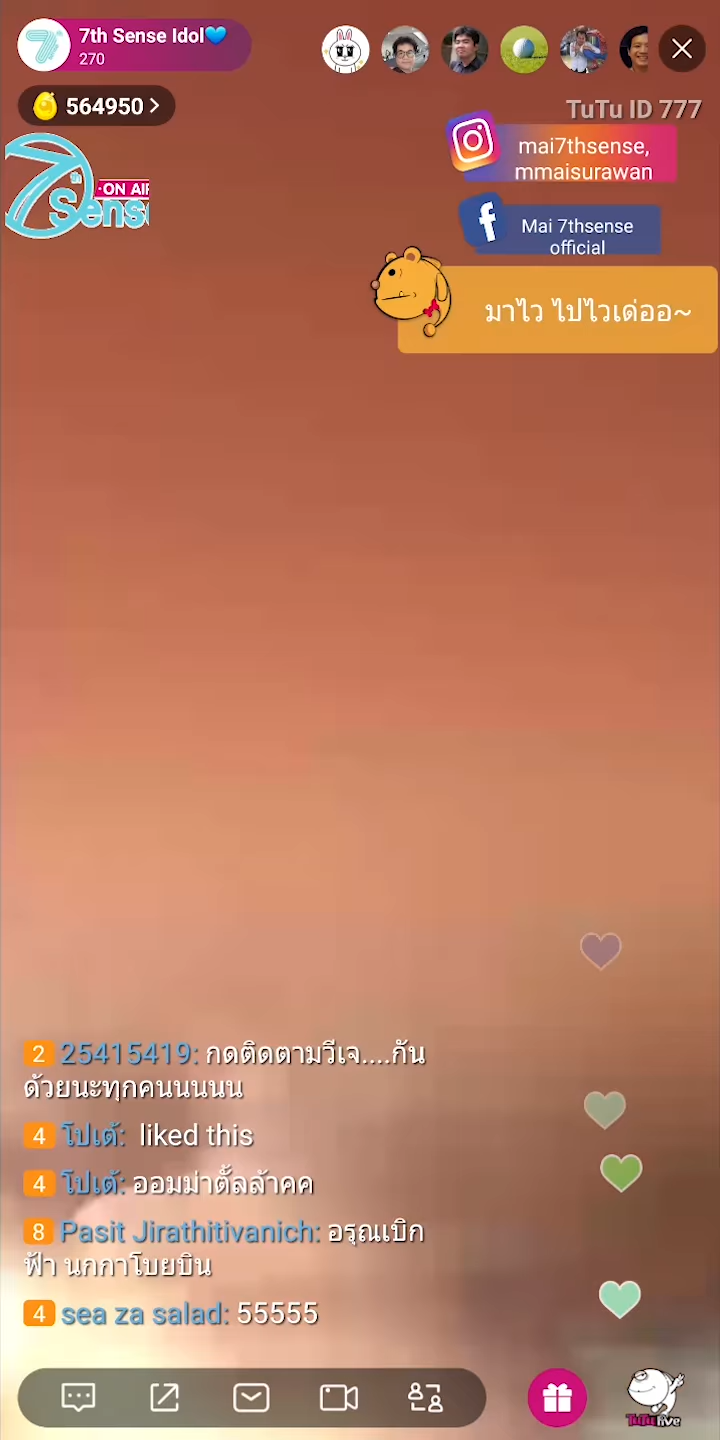 7th Sense Idol💙
270
564950 >
TuTu ID 777
mai7thsense,
mmaisurawan
7th Sense
-ON AIR
Mai 7thsense
official
มาไว ไปไวเด่ออ~
2 25415419: กดติดตามวีเจ....กัน
ด้วยนะทุกคนนนนน
4 โปเต้: liked this
4 โปเต้: ออมม่าตั้ลล้าคค
8 Pasit Jirathitivanich: อรุณเบิก
ฟ้า นกกาโบยบิน
4 sea za salad: 55555
TuTu Live